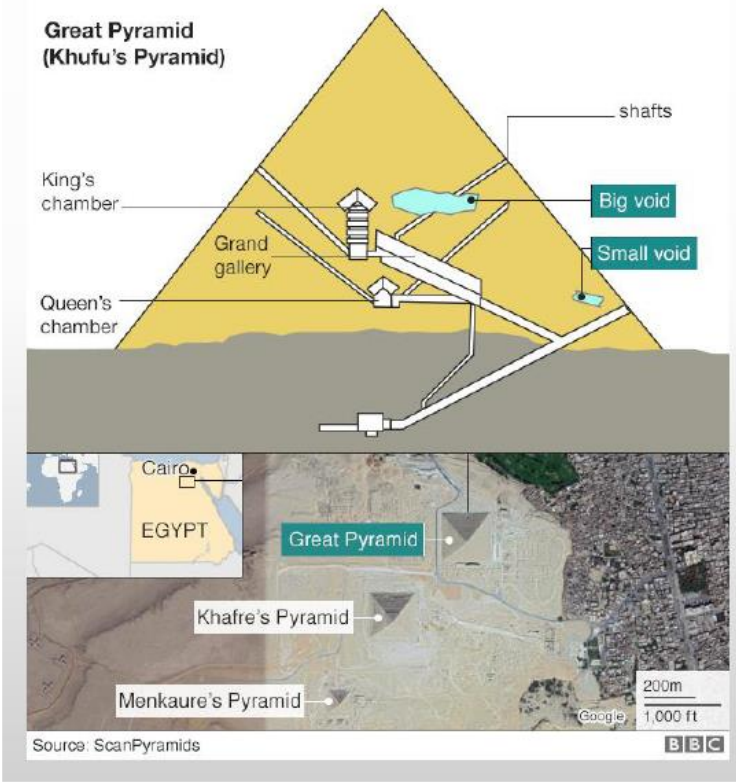 Great Pyramid
(Khufu's Pyramid)
shafts
King's
chamber
Big void
Grand
gallery
Small void
Queen's
chamber
Cairo
EGYPT
Great Pyramid
Khafre's Pyramid
Menkaure's Pyramid
200m
Google
1,000 ft
Source: ScanPyramids
BBC